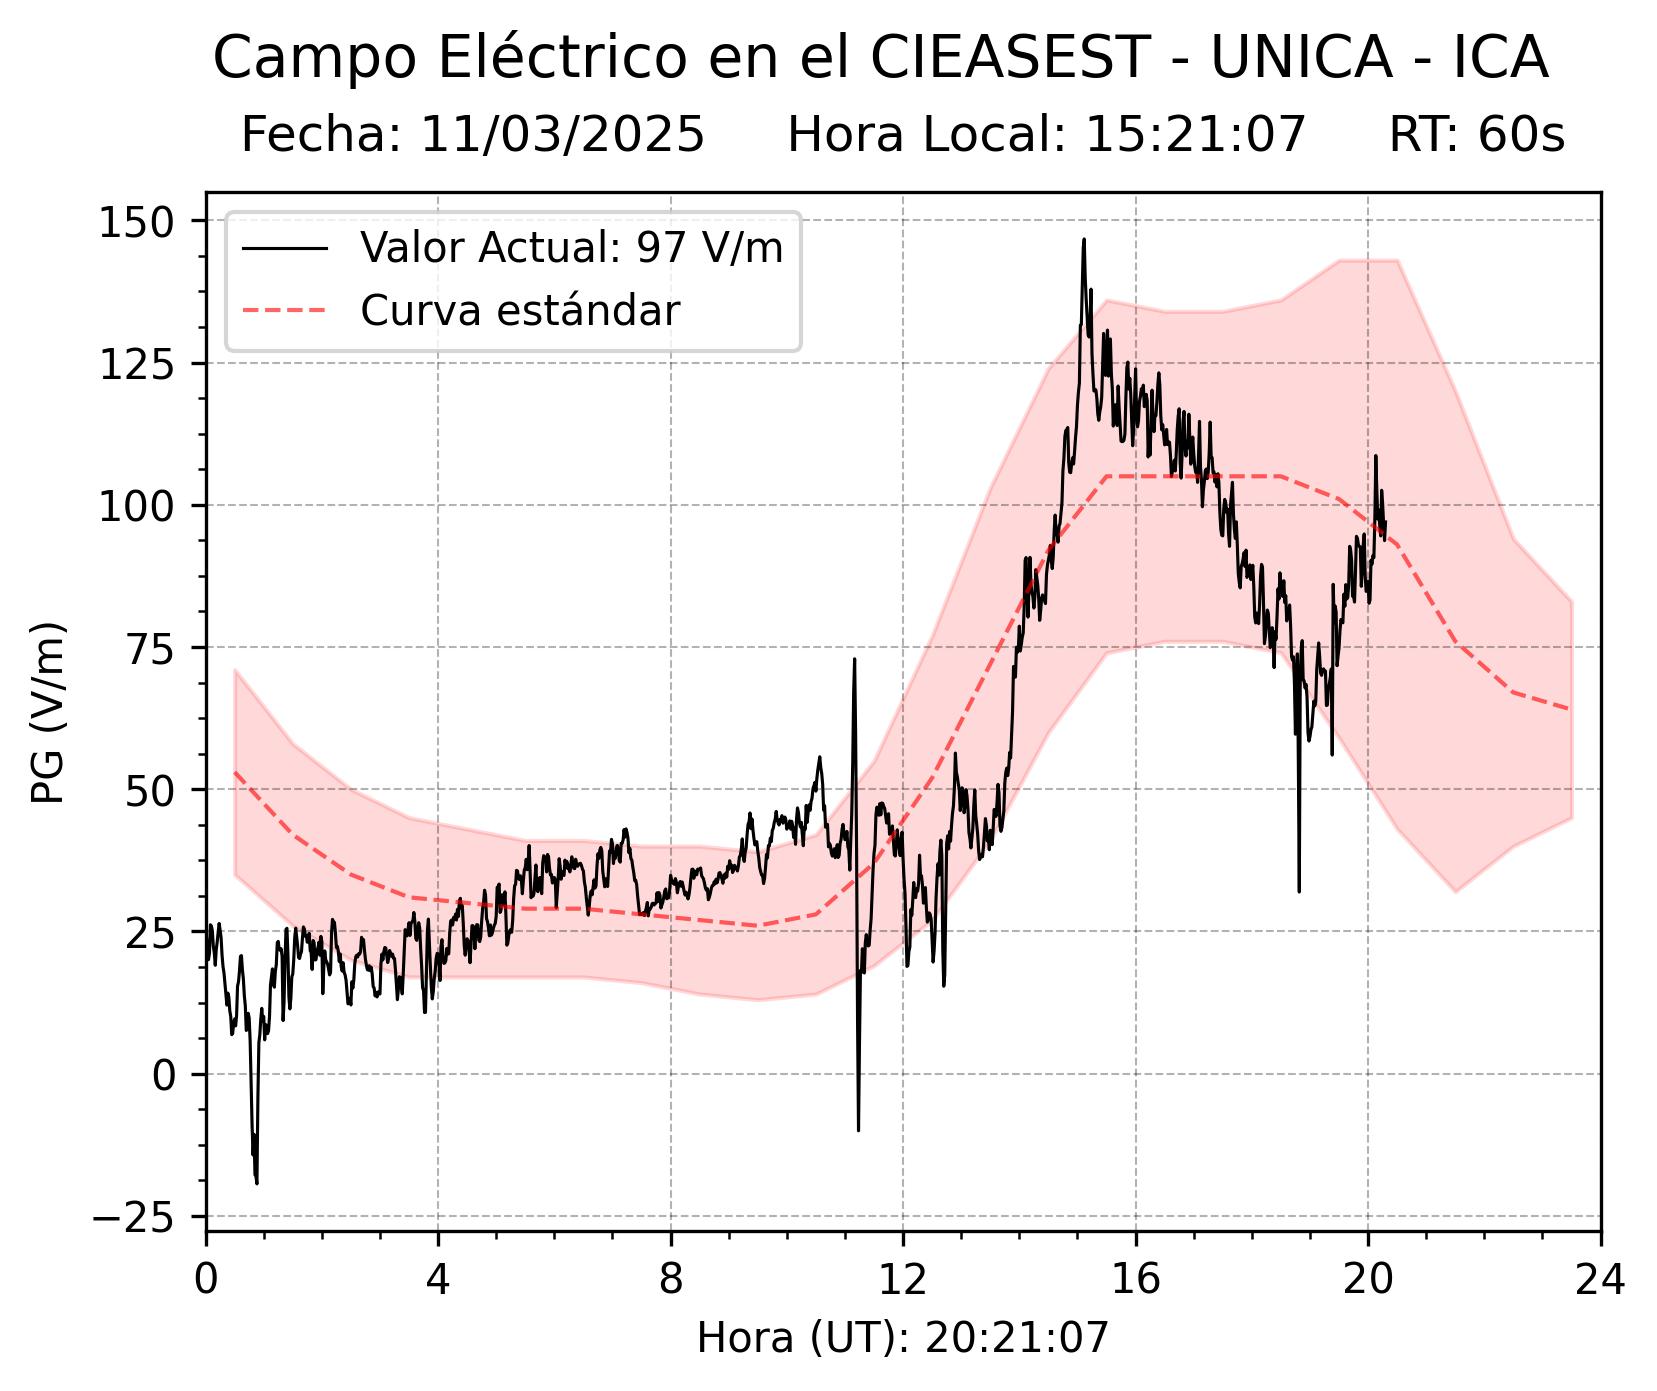 Campo Eléctrico en el CIEASEST - UNICA - ICA
Fecha: 11/03/2025 Hora Local: 15:21:07 RT: 60s
Valor Actual: 97 V/m
Curva estándar
PG (V/m)
150
125
100
75
50
25
0
−25
0 4 8 12 16 20 24
Hora (UT): 20:21:07